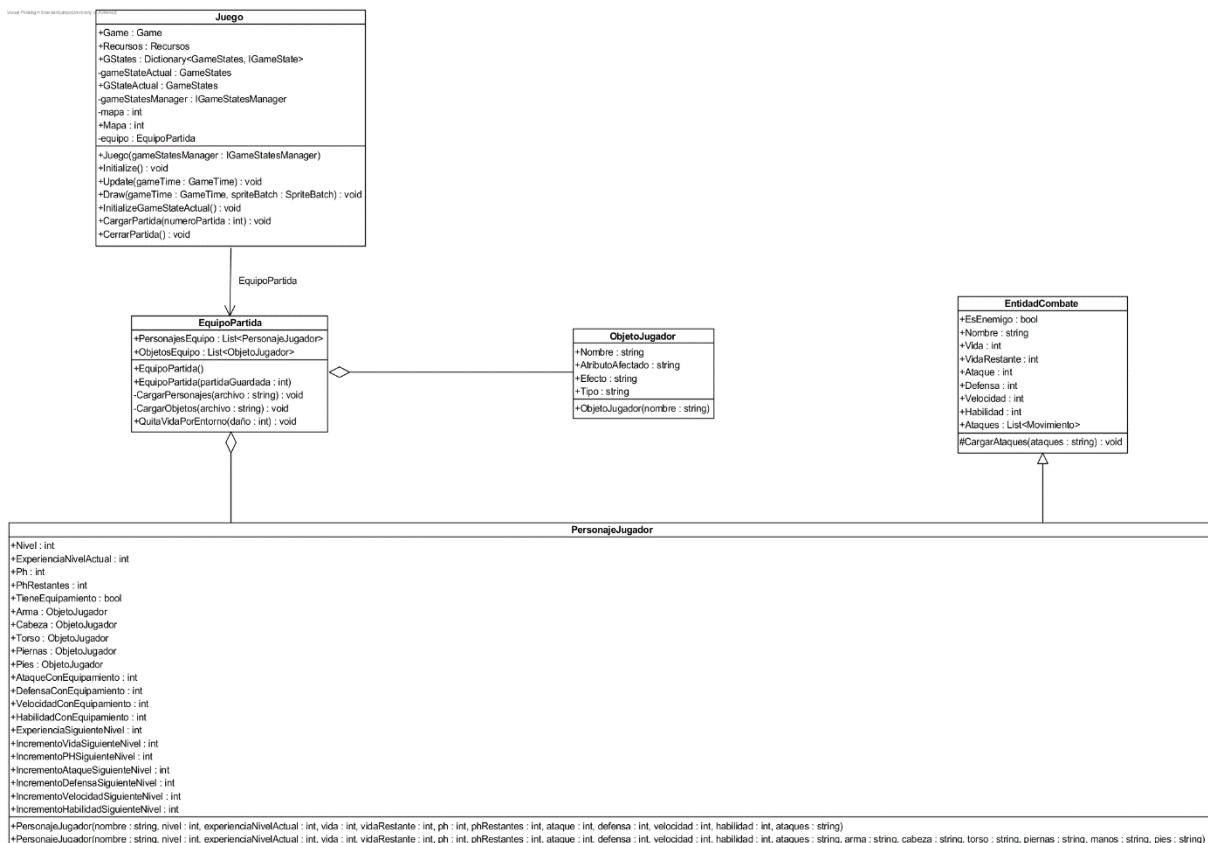 Juego
+Game : Game
+Recursos : Recursos
+GStates : Dictionary<GameStates, IGameState>
-gameStateActual : GameStates
+GStateActual : GameStates
-gameStatesManager : IGameStatesManager
-mapa : int
+Mapa : int
-equipo : EquipoPartida
+Juego(gameStatesManager : IGameStatesManager)
+Initialize() : void
+Update(gameTime : GameTime) : void
+Draw(gameTime : GameTime, spriteBatch : SpriteBatch) : void
+InitializeGameStateActual() : void
+CargarPartida(numeroPartida : int) : void
+CerrarPartida() : void
EquipoPartida
EquipoPartida
+PersonajesEquipo : List<PersonajeJugador>
+ObjetosEquipo : List<ObjetoJugador>
+EquipoPartida()
+EquipoPartida(partidaGuardada : int)
-CargarPersonajes(archivo : string) : void
-CargarObjetos(archivo : string) : void
+QuitaVidaPorEntorno(daño : int) : void
ObjetoJugador
+Nombre : string
+AtributoAfectado : string
+Efecto : string
+Tipo : string
+ObjetoJugador(nombre : string)
EntidadCombate
+EsEnemigo : bool
+Nombre : string
+Vida : int
+VidaRestante : int
+Ataque : int
+Defensa : int
+Velocidad : int
+Habilidad : int
+Ataques : List<Movimiento>
#CargarAtaques(ataques : string) : void
PersonajeJugador
+Nivel : int
+ExperienciaNivelActual : int
+Ph : int
+PhRestantes : int
+TieneEquipamiento : bool
+Arma : ObjetoJugador
+Cabeza : ObjetoJugador
+Torso : ObjetoJugador
+Piernas : ObjetoJugador
+Pies : ObjetoJugador
+AtaqueConEquipamiento : int
+DefensaConEquipamiento : int
+VelocidadConEquipamiento : int
+HabilidadConEquipamiento : int
+ExperienciaSiguienteNivel : int
+IncrementoVidaSiguienteNivel : int
+IncrementoPHSiguienteNivel : int
+IncrementoAtaqueSiguienteNivel : int
+IncrementoDefensaSiguienteNivel : int
+IncrementoVelocidadSiguienteNivel : int
+IncrementoHabilidadSiguienteNivel : int
+PersonajeJugador(nombre : string, nivel : int, experienciaNivelActual : int, vida : int, vidaRestante : int, ph : int, phRestantes : int, ataque : int, defensa : int, velocidad : int, habilidad : int, ataques : string)
+PersonajeJugador(nombre : string, nivel : int, experienciaNivelActual : int, vida : int, vidaRestante : int, ph : int, phRestantes : int, ataque : int, defensa : int, velocidad : int, habilidad : int, ataques : string, arma : string, cabeza : string, torso : string, piernas : string, manos : string, pies : string)